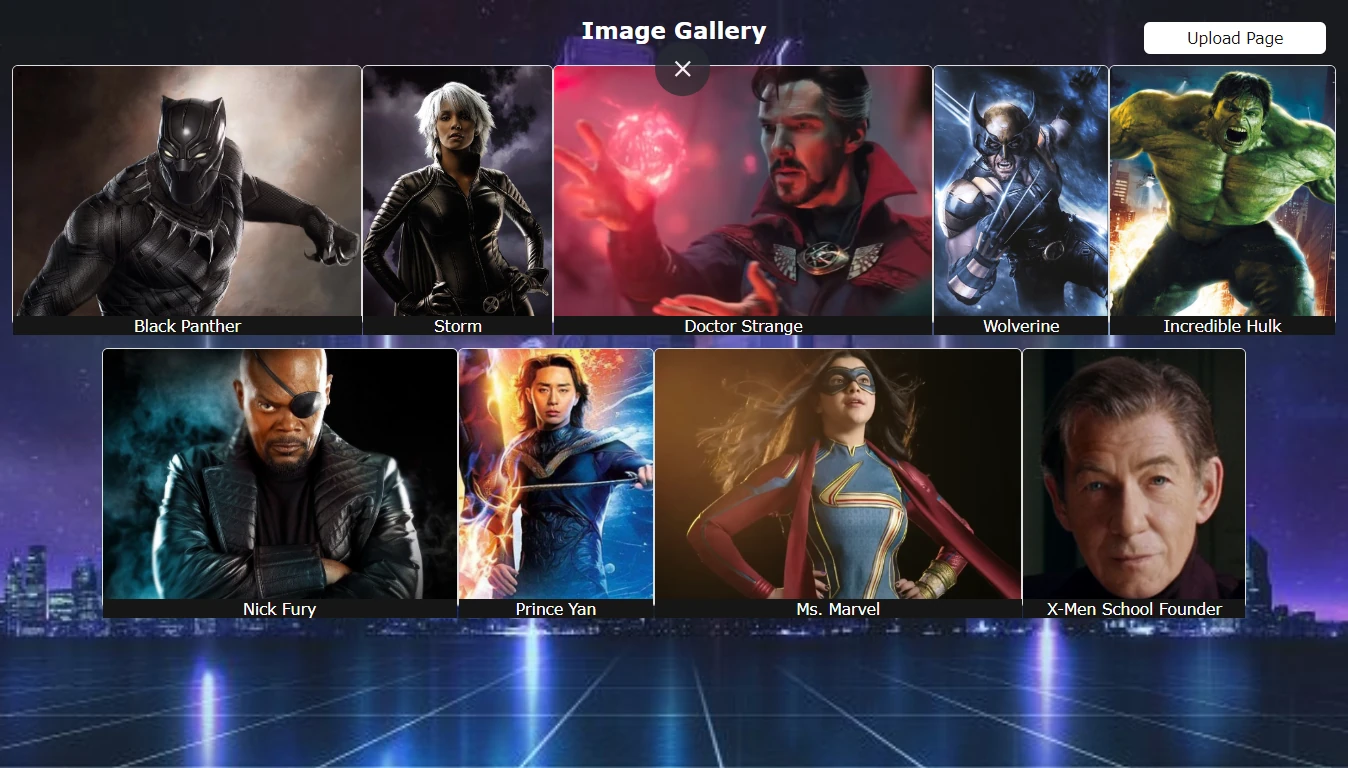 Image Gallery
Upload Page
Black Panther
Storm
Doctor Strange
Wolverine
Incredible Hulk
Nick Fury
Prince Yan
Ms. Marvel
X-Men School Founder